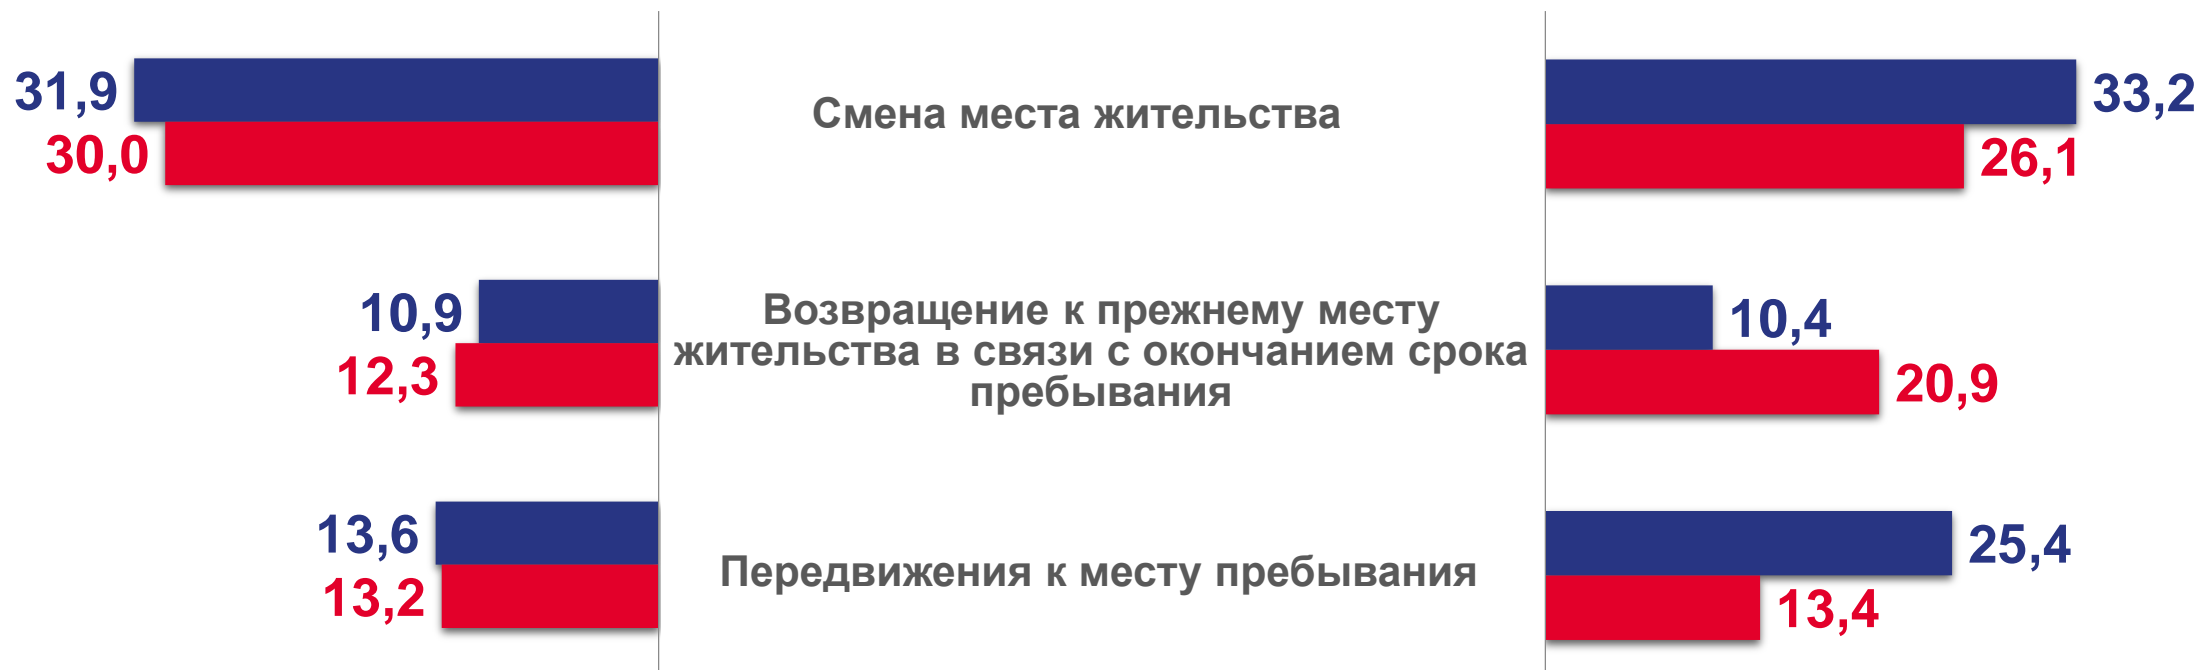 31,9
30,0
Смена места жительства
33,2
26,1
10,9
12,3
Возвращение к прежнему месту
жительства в связи с окончанием срока
пребывания
10,4
20,9
13,6
13,2
Передвижения к месту пребывания
25,4
13,4